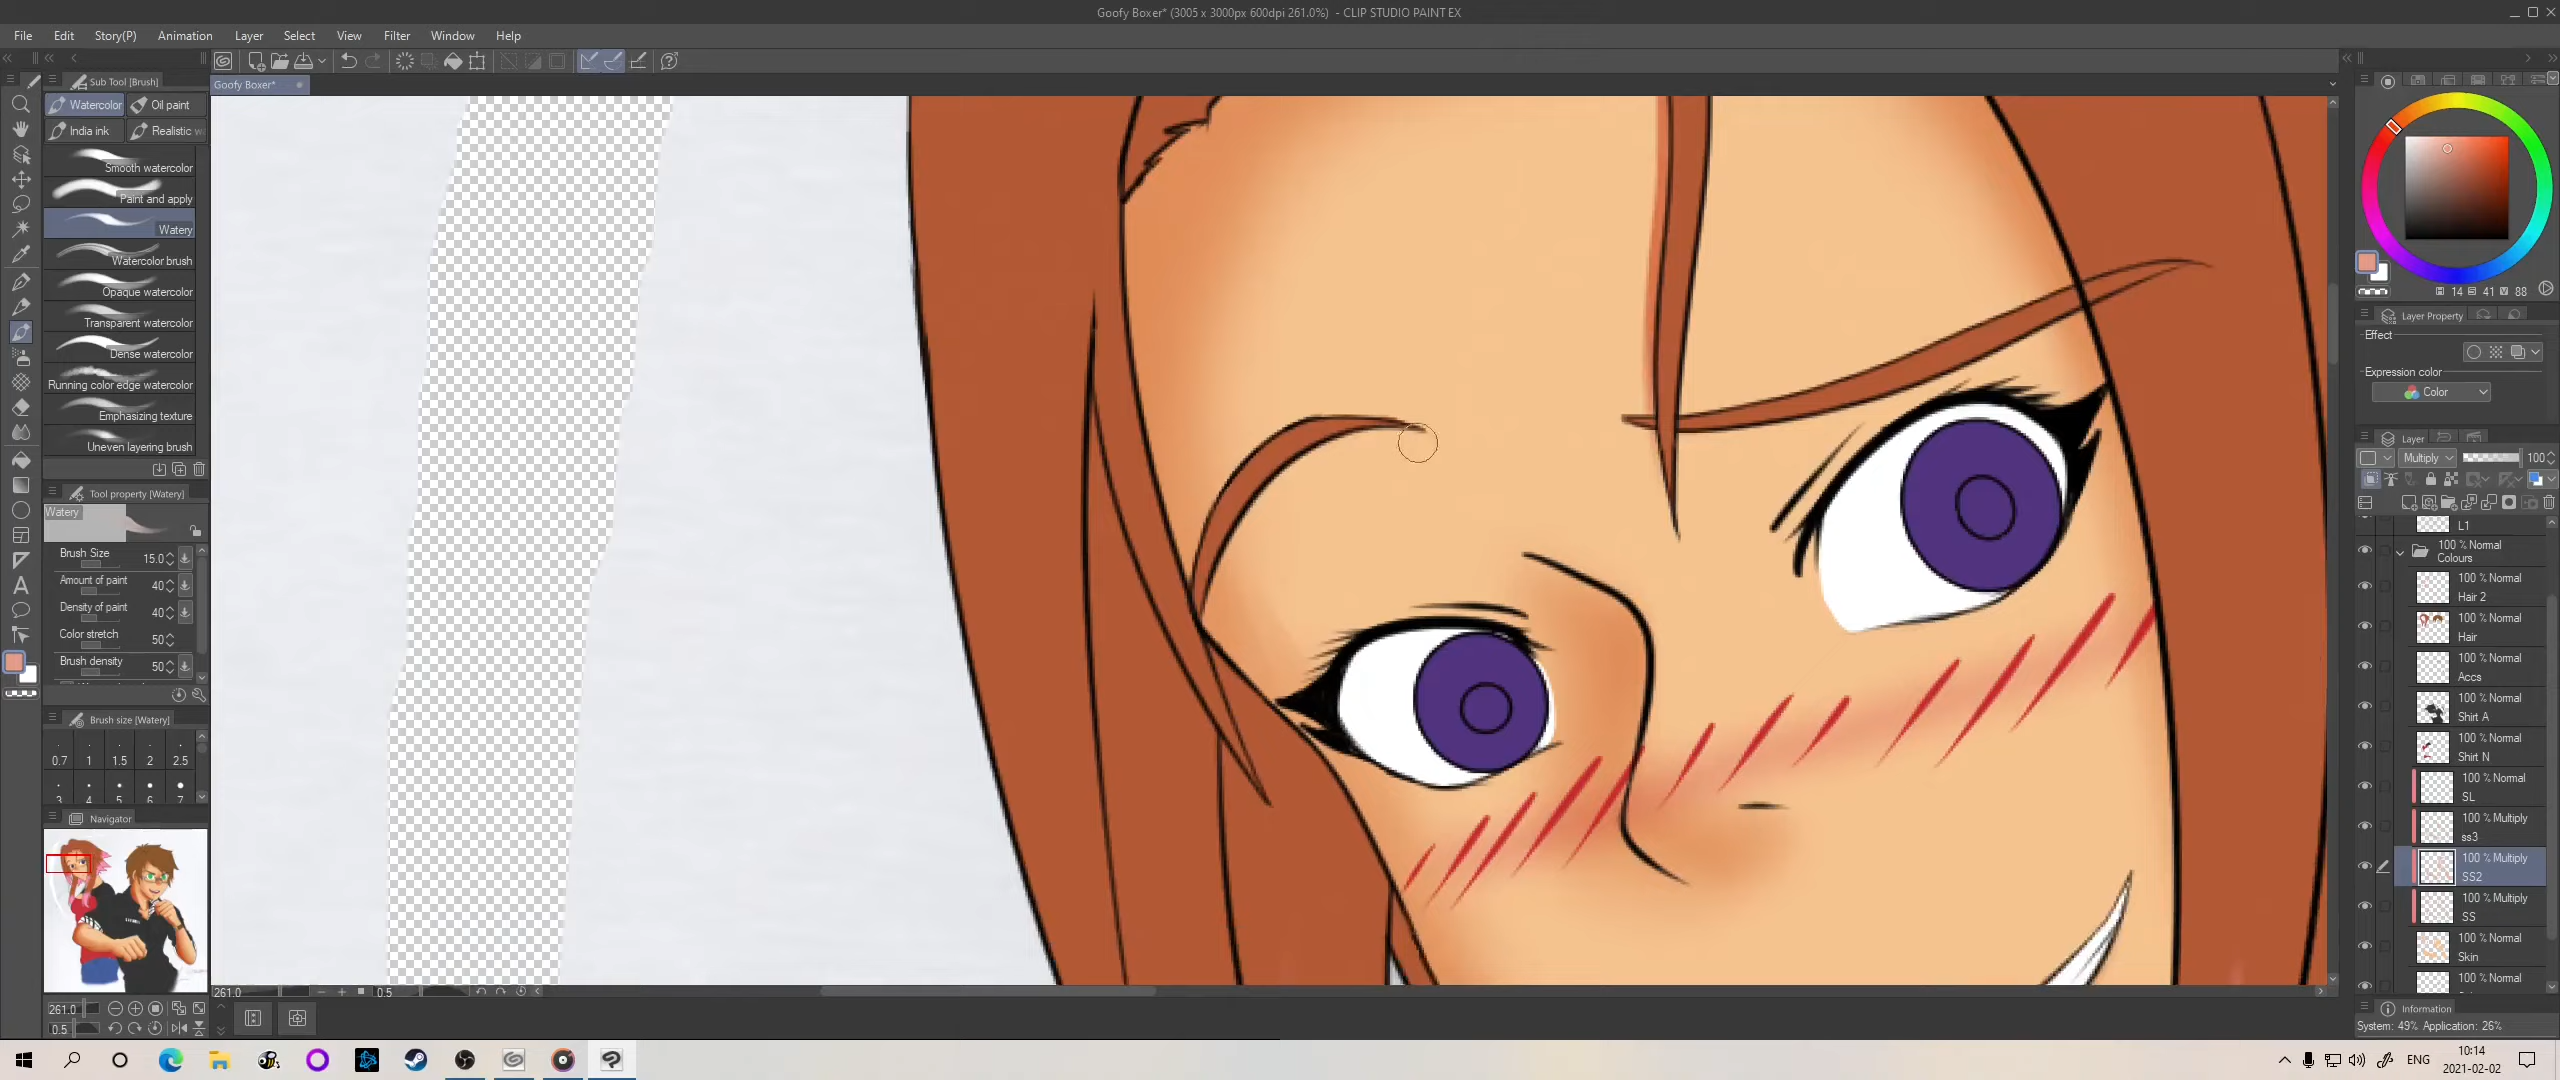 Goofy Boxer* (3005 x 3000px 600dpi 261.0%)  - CLIP STUDIO PAINT EX
File Edit Story(P) Animation Layer Select View Filter Window Help
Sub Tool [Brush]
Goofy Boxer*
Watercolor Oil paint
India ink Realistic w
Smooth watercolor
Paint and apply
Watery
Watercolor brush
Opaque watercolor
Transparent watercolor
Dense watercolor
Running color edge watercolor
Emphasizing texture
Uneven layering brush
Tool property [Watery]
Watery
Brush Size 15.0
Amount of paint 40
Density of paint 40
Color stretch 50
Brush density 50
Brush size [Watery]
0.7 1 1.5 2 2.5
3 4 5 6 7
Navigator
261.0
0.5
261.0 0.5
14 41 88
Layer Property
Effect
Expression color
Color
Layer
Multiply 100
L1
100 % Normal
Colours
100 % Normal
Hair 2
100 % Normal
Hair
100 % Normal
Accs
100 % Normal
Shirt A
100 % Normal
Shirt N
100 % Normal
SL
100 % Multiply
ss3
100 % Multiply
SS2
100 % Multiply
SS
100 % Normal
Skin
100 % Normal
Information
System: 49% Application: 26%
ENG
10:14
2021-02-02